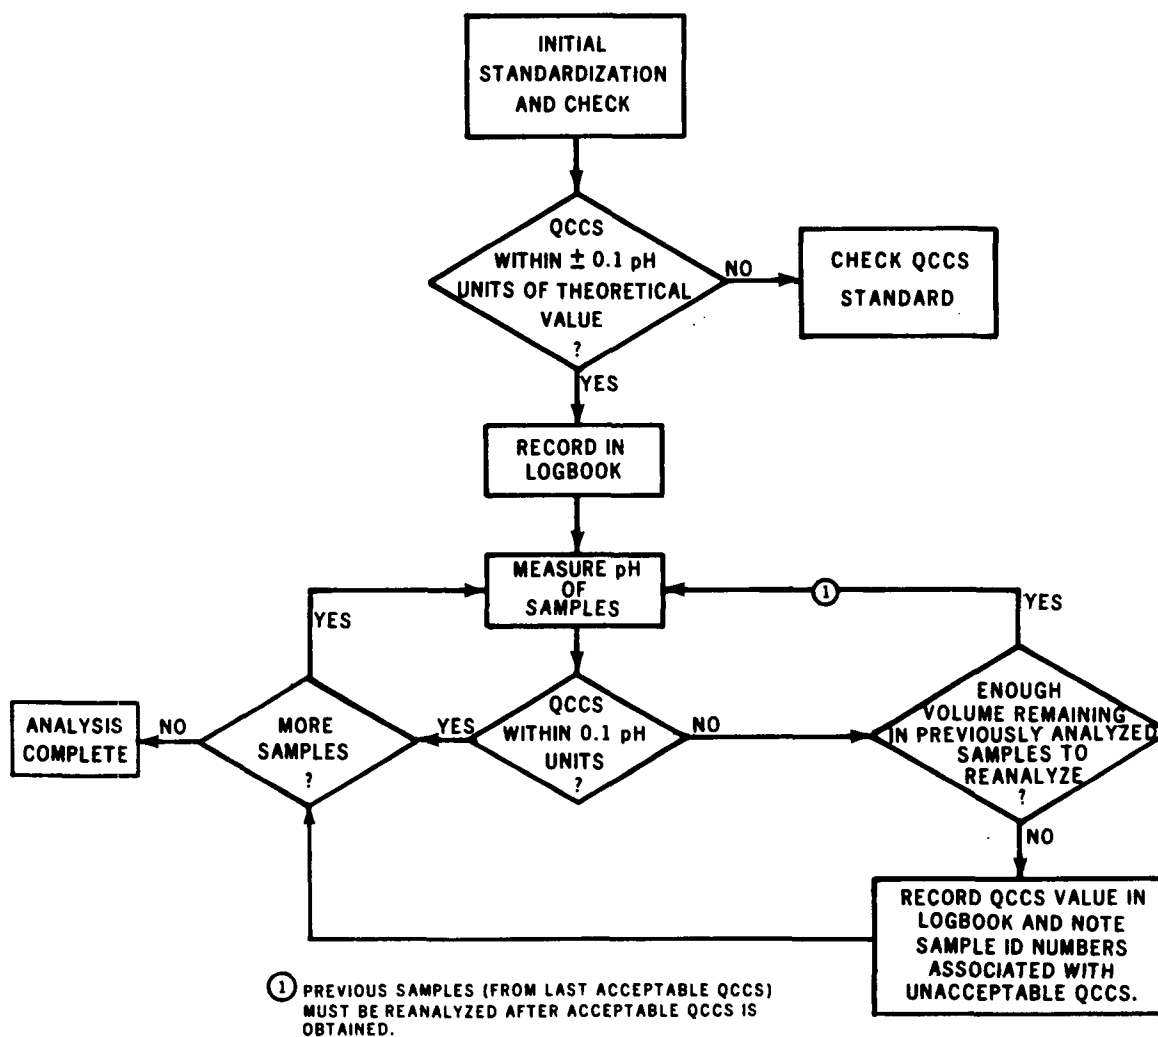 INITIAL
STANDARDIZATION
AND CHECK
QCCS
WITHIN ± 0.1 pH
UNITS OF THEORETICAL
VALUE
?
NO
CHECK QCCS
STANDARD
YES
RECORD IN
LOGBOOK
MEASURE pH
OF
SAMPLES
1
YES
YES
ENOUGH
VOLUME REMAINING
IN PREVIOUSLY ANALYZED
SAMPLES TO
REANALYZE
?
QCCS
WITHIN 0.1 pH
UNITS
?
NO
YES
MORE
SAMPLES
?
NO
ANALYSIS
COMPLETE
NO
RECORD QCCS VALUE IN
LOGBOOK AND NOTE
SAMPLE ID NUMBERS
ASSOCIATED WITH
UNACCEPTABLE QCCS.
1 PREVIOUS SAMPLES (FROM LAST ACCEPTABLE QCCS)
MUST BE REANALYZED AFTER ACCEPTABLE QCCS IS
OBTAINED.